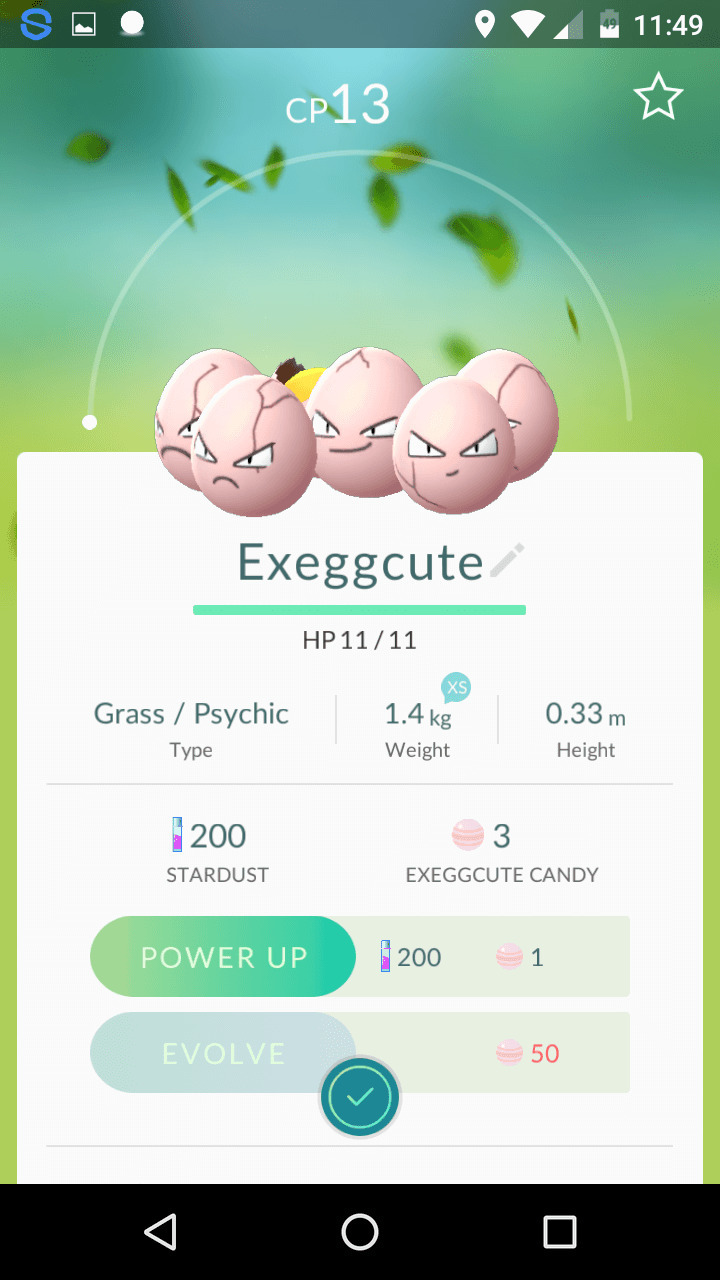 49 11:49
CP13
Exeggcute
HP 11 / 11
XS
Grass / Psychic 1.4 kg 0.33 m
Type Weight Height
200 3
STARDUST EXEGGCUTE CANDY
POWER UP 200 1
EVOLVE 50